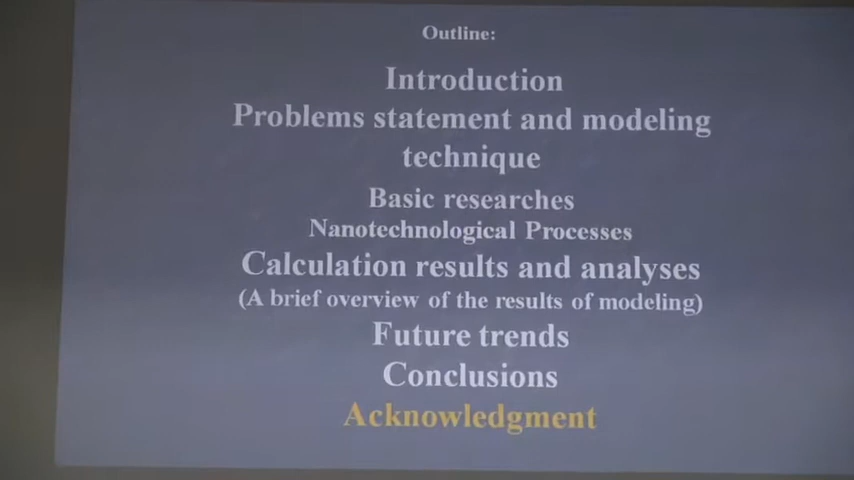 Outline:
Introduction
Problems statement and modeling
technique
Basic researches
Nanotechnological Processes
Calculation results and analyses
(A brief overview of the results of modeling)
Future trends
Conclusions
Acknowledgment